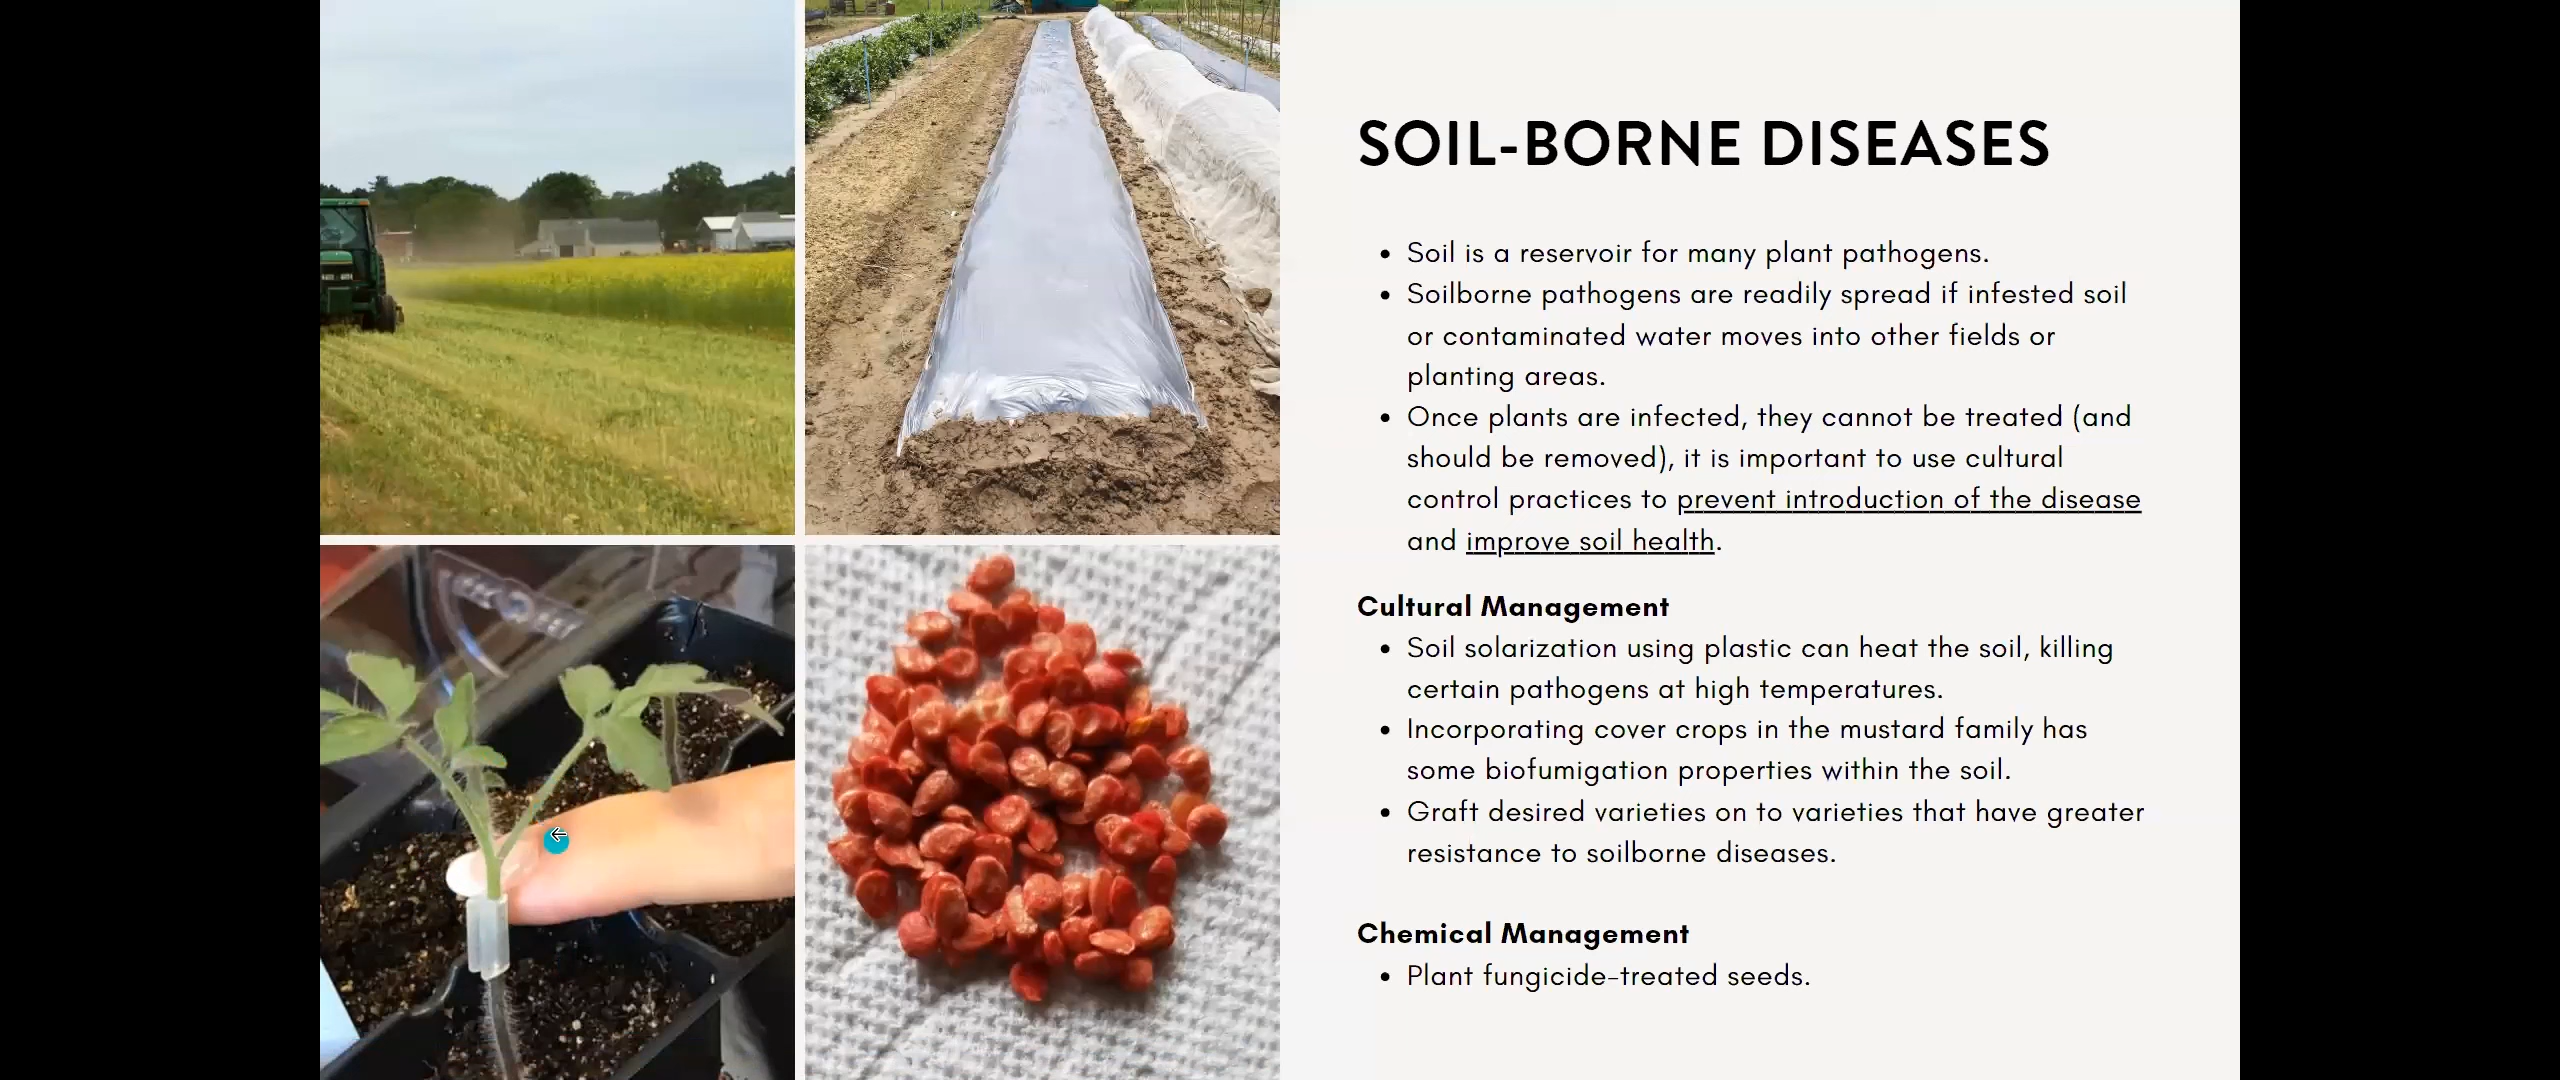 SOIL-BORNE DISEASES
• Soil is a reservoir for many plant pathogens.
• Soilborne pathogens are readily spread if infested soil
or contaminated water moves into other fields or
planting areas.
• Once plants are infected, they cannot be treated (and
should be removed), it is important to use cultural
control practices to prevent introduction of the disease
and improve soil health.
Cultural Management
• Soil solarization using plastic can heat the soil, killing
certain pathogens at high temperatures.
• Incorporating cover crops in the mustard family has
some biofumigation properties within the soil.
• Graft desired varieties on to varieties that have greater
resistance to soilborne diseases.
Chemical Management
• Plant fungicide-treated seeds.